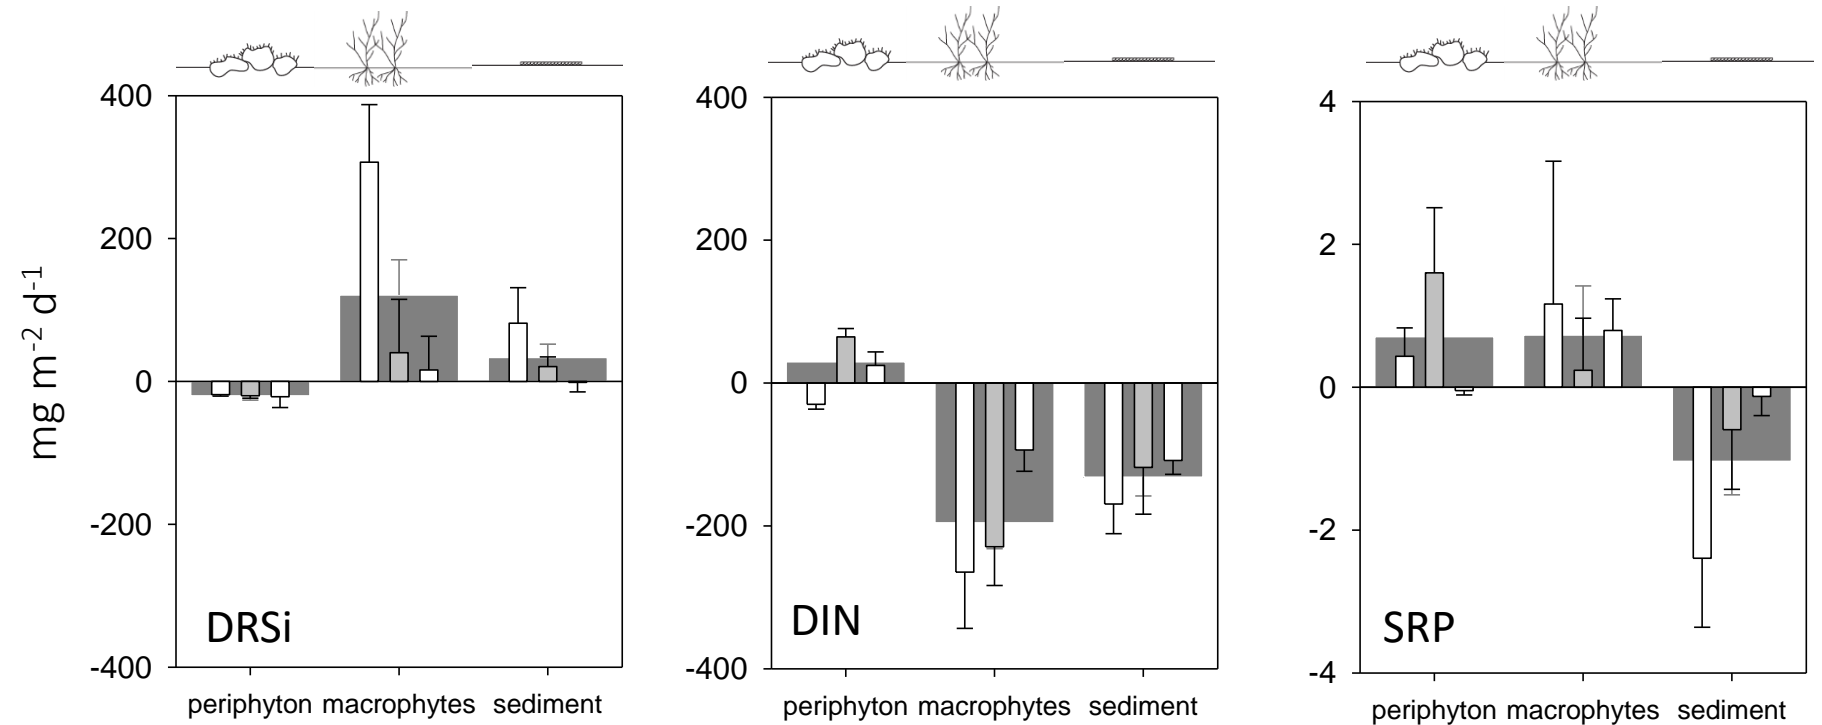 mg m-2 d-1
400
200
0
-200
-400
DRSi
periphyton macrophytes sediment
400
200
0
-200
-400
DIN
periphyton macrophytes sediment
4
2
0
-2
-4
SRP
periphyton macrophytes sediment